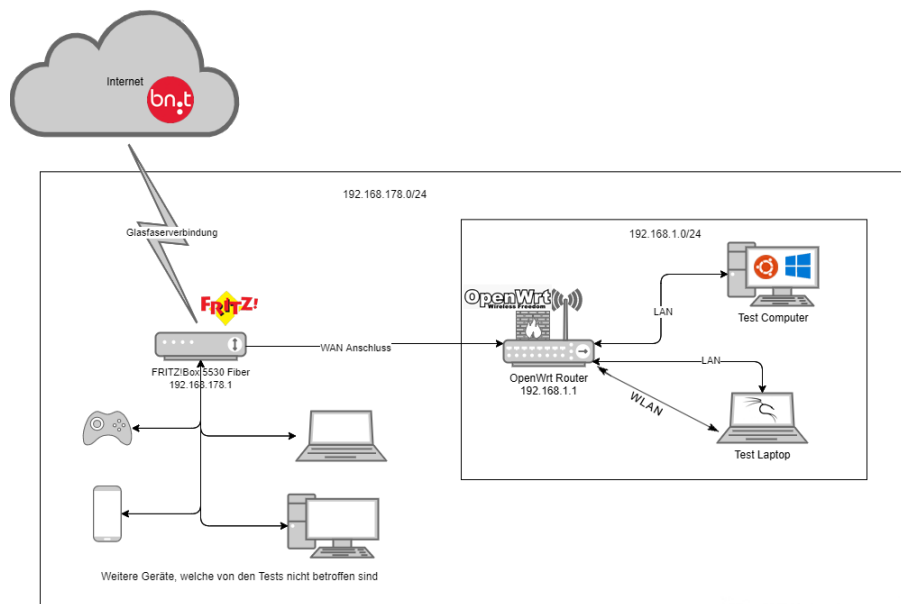 Internet
bn:t
192.168.178.0/24
Glasfaserverbindung
192.168.1.0/24
FRITZ!
OpenWrt
Wireless Freedom
LAN
Test Computer
WAN Anschluss
FRITZ!Box 5530 Fiber
192.168.178.1
OpenWrt Router
192.168.1.1
LAN
WLAN
Test Laptop
Weitere Geräte, welche von den Tests nicht betroffen sind